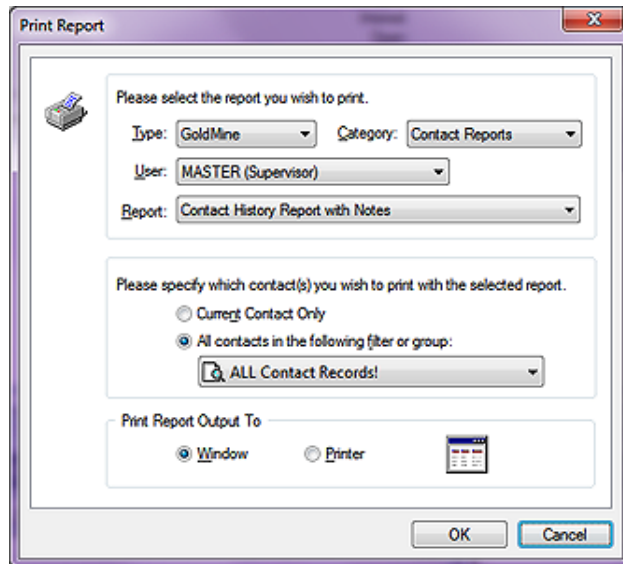 Print Report
Please select the report you wish to print.
Type: GoldMine Category: Contact Reports
User: MASTER (Supervisor)
Report: Contact History Report with Notes
Please specify which contact(s) you wish to print with the selected report.
Current Contact Only
All contacts in the following filter or group:
ALL Contact Records!
Print Report Output To
Window Printer
OK Cancel